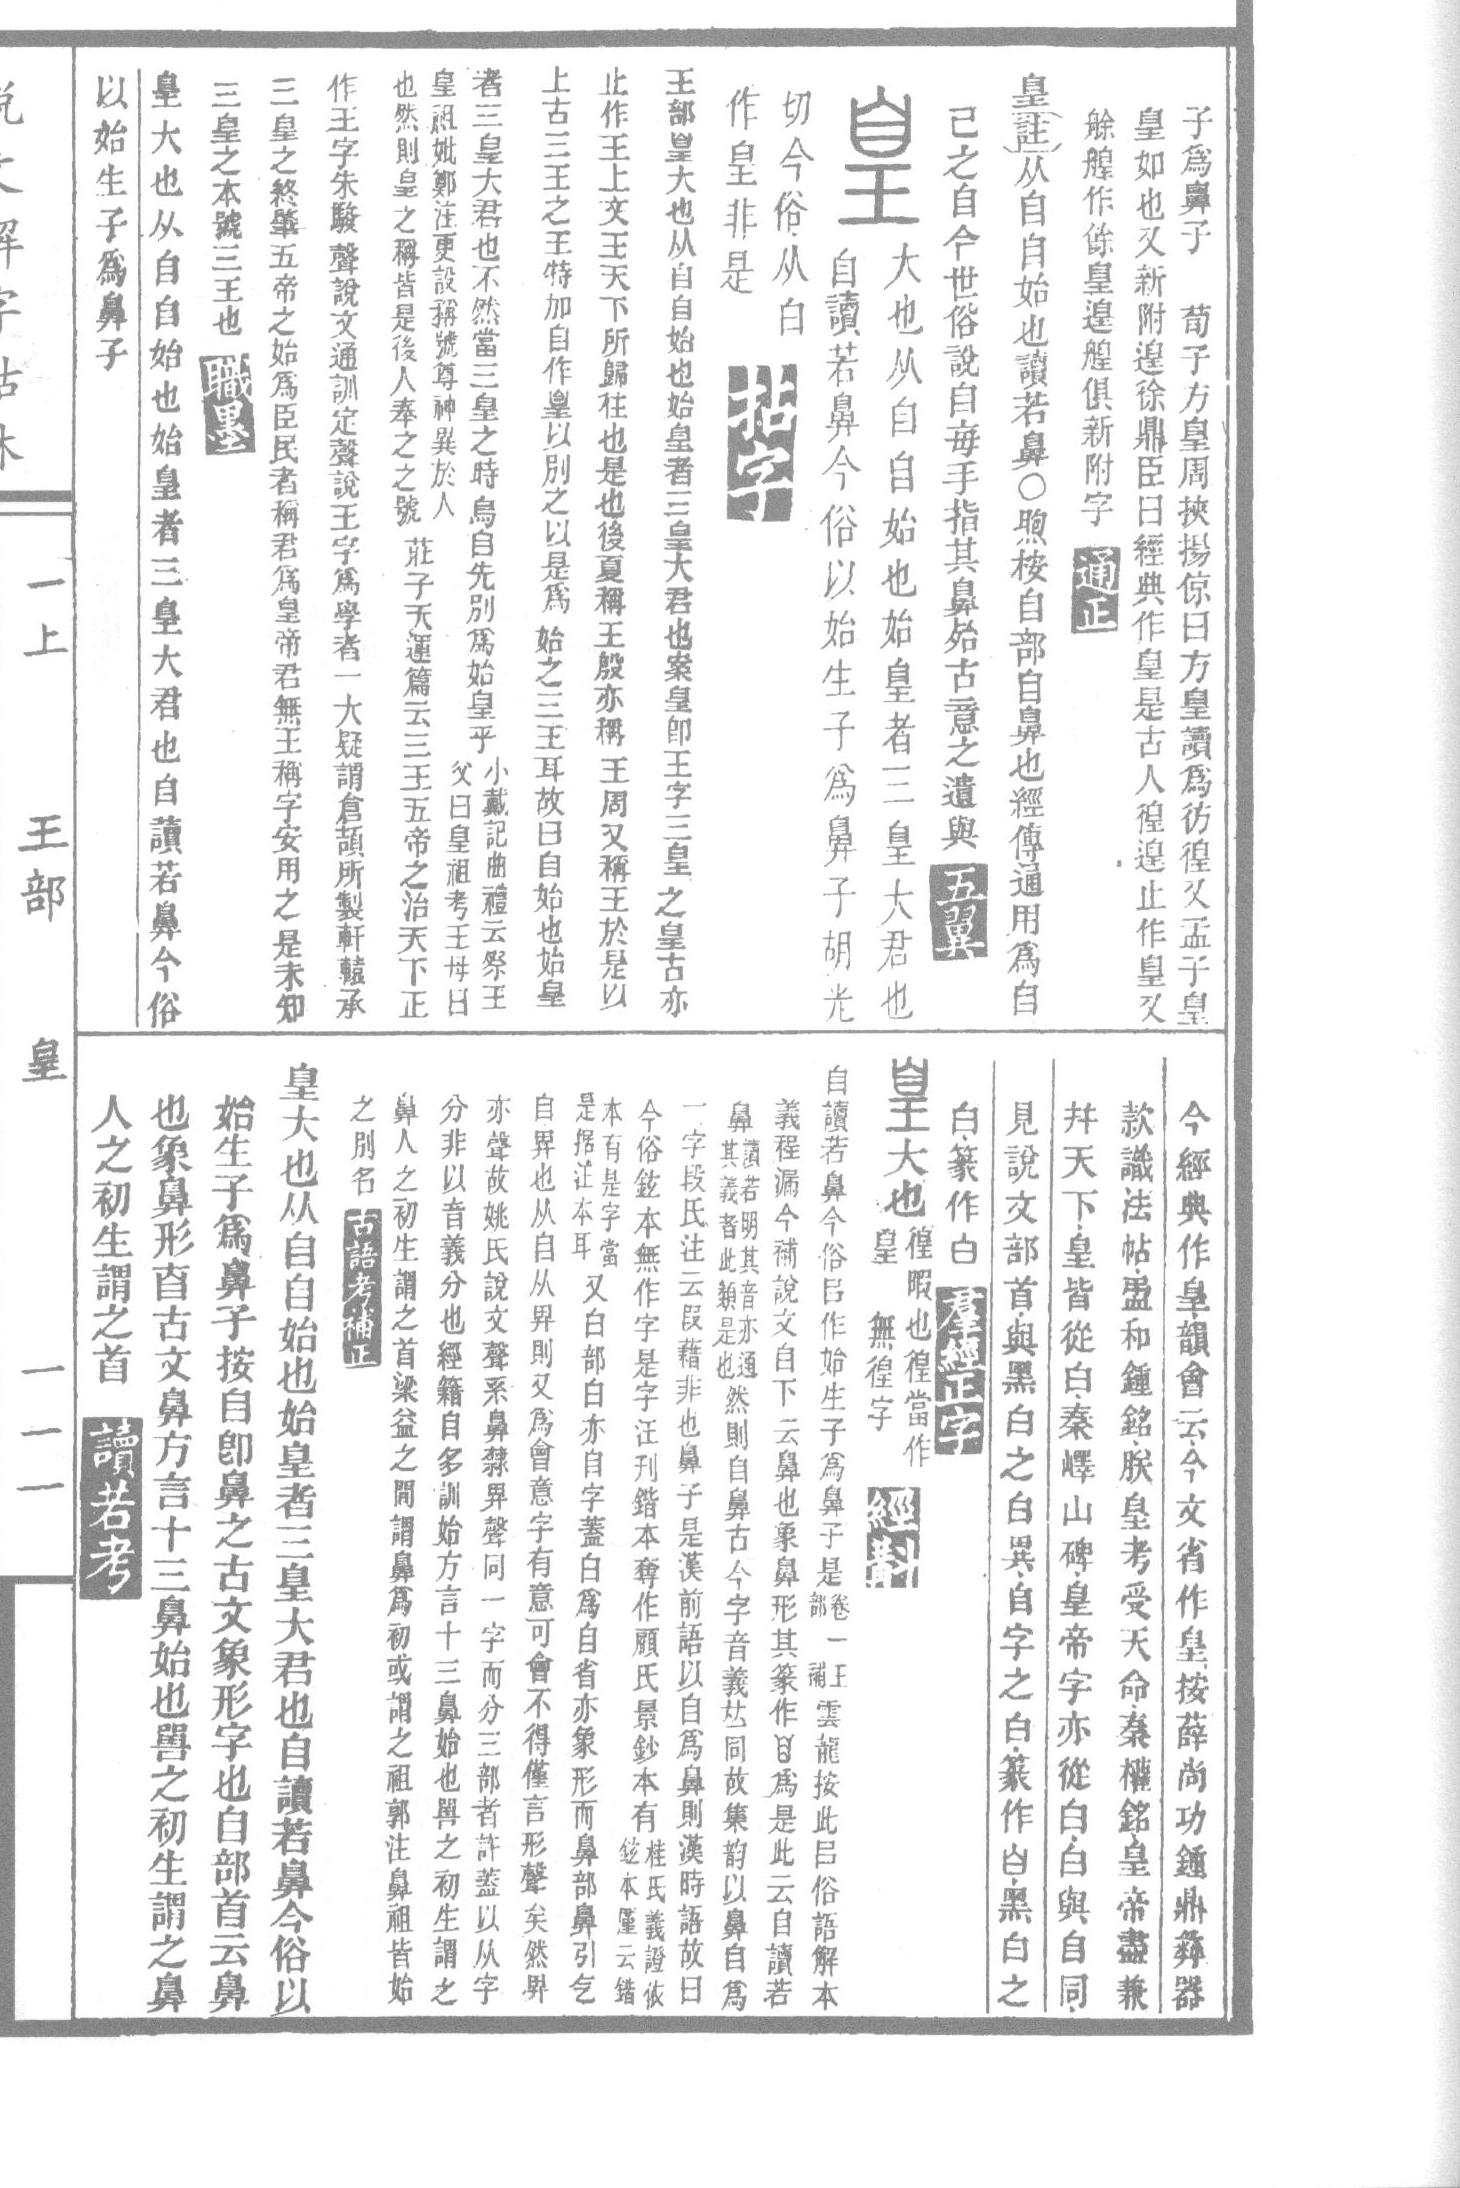 子爲鼻子　荀子方皇周挾揚倞曰方皇讀爲彷徨又孟子皇
皇如也又新附遑徐鼎臣曰經典作皇是古人徨遑止作皇又
艅艎作餘皇遑艎俱新附字 通正
皇(註)从自自始也讀若鼻○煦桉自部自鼻也經傳通用爲自
己之自今世俗說自每手指其鼻殆古意之遺與 五翼
皇 大也从自自始也始皇者三皇大君也
自讀若鼻今俗以始生子爲鼻子胡光
切今俗从白
作皇非是 拈字
王部皇大也从自自始也始皇者三皇大君也案皇卽王字三皇之皇古亦
止作王上文王天下所歸往也是也後夏稱王殷亦稱王周又稱王於是以
上古三王之王特加自作皇以別之以是爲始之三王耳故曰自始也始皇
者三皇大君也不然當三皇之時鳥自先別爲始皇乎小戴記曲禮云祭王
父曰皇祖考王母曰
皇祖妣鄭注更設稱號尊神異於人
也然則皇之稱皆是後人奉之之號莊子天運篇云三王五帝之治天下正
作王字朱駿聲說文通訓定聲說王字爲學者一大疑謂倉頡所製軒轅承
三皇之終肇五帝之始爲臣民者稱君爲皇帝君無王稱字安用之是未知
三皇之本號三王也 職墨
皇大也从自自始也始皇者三皇大君也自讀若鼻今俗
以始生子爲鼻子
今經典作皇韻會云今文省作皇按薛尚功鍾鼎彝器
款識法帖盄和鍾銘朕皇考受天命秦權銘皇帝盡兼
幷天下皇皆從白秦嶧山碑皇帝字亦從白白與自同
見說文部首與黑白之白異自字之白篆作白黑白之
白篆作白 羣經正字
皇大也徨暇也徨當作
皇　無徨字 經斠
自讀若鼻今俗㠯作始生子爲鼻子是卷一王
部補雲龍按此㠯俗語解本
義程漏今補說文自下云鼻也象鼻形其篆作自爲是此云自讀若
鼻讀若明其音亦通
其義者此類是也然則自鼻古今字音義竝同故集韵以鼻自爲
一字段氏注云叚藉非也鼻子是漢前語以自爲鼻則漢時語故曰
今俗鉉本無作字是字汪刊鍇本奪作顧氏景鈔本有桂氏義證依
鉉本廑云鍇
本有是字當
是据汪本耳又白部白亦自字蓋白爲自省亦象形而鼻部鼻引气
自畀也从自从畀則又爲會意字有意可會不得僅言形聲矣然畀
亦聲故姚氏說文聲系鼻隸畀聲同一字而分三部者許蓋以从字
分非以音義分也經籍自多訓始方言十三鼻始也嘼之初生謂之
鼻人之初生謂之首梁益之閒謂鼻爲初或謂之祖郭注鼻祖皆始
之別名 古語考補正
皇大也从自自始也始皇者三皇大君也自讀若鼻今俗以
始生子爲鼻子按自卽鼻之古文象形字也自部首云鼻
也象鼻形𦣹古文鼻方言十三鼻始也嘼之初生謂之鼻
人之初生謂之首 讀若考
一上
王部
皇
一一一